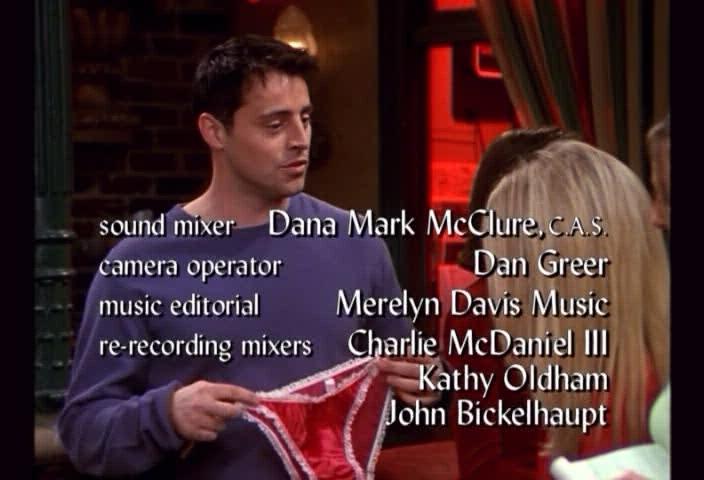 sound mixer Dana Mark McClure, C.A.S.
camera operator Dan Greer
music editorial Merelyn Davis Music
re-recording mixers Charlie McDaniel III
Kathy Oldham
John Bickelhaupt